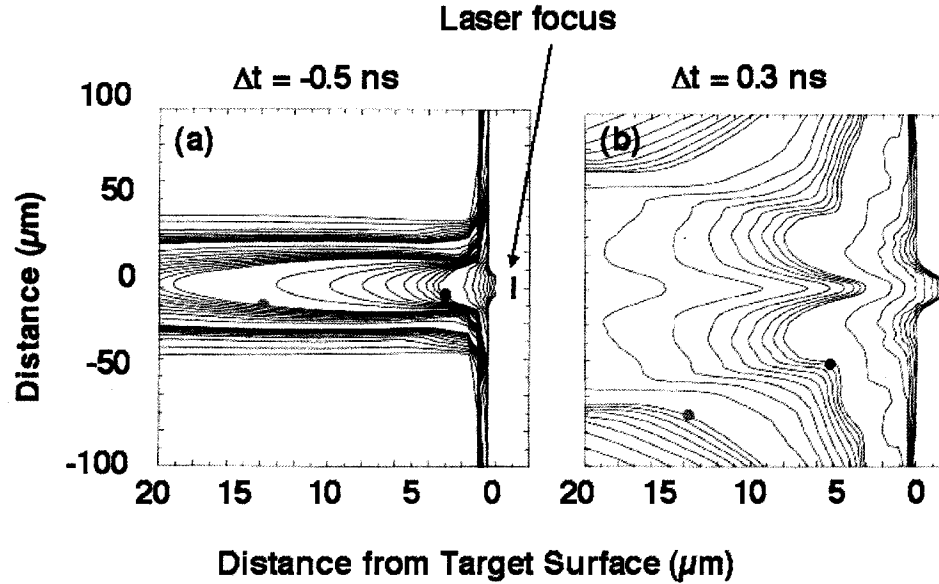 Laser focus
Δt = -0.5 ns
Δt = 0.3 ns
(a)
(b)
100
50
0
-50
-100
Distance (µm)
20 15 10 5 0
20 15 10 5 0
Distance from Target Surface (µm)